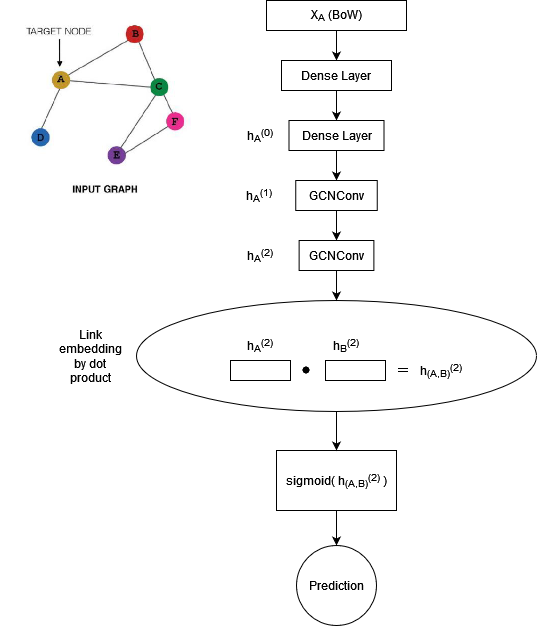 TARGET NODE
B
A
C
F
D
E
INPUT GRAPH
X_A (BoW)
Dense Layer
h_A^(0)
Dense Layer
h_A^(1)
GCNConv
h_A^(2)
GCNConv
Link
embedding
by dot
product
h_A^(2) h_B^(2)
• = h_(A,B)^(2)
sigmoid( h_(A,B)^(2) )
Prediction